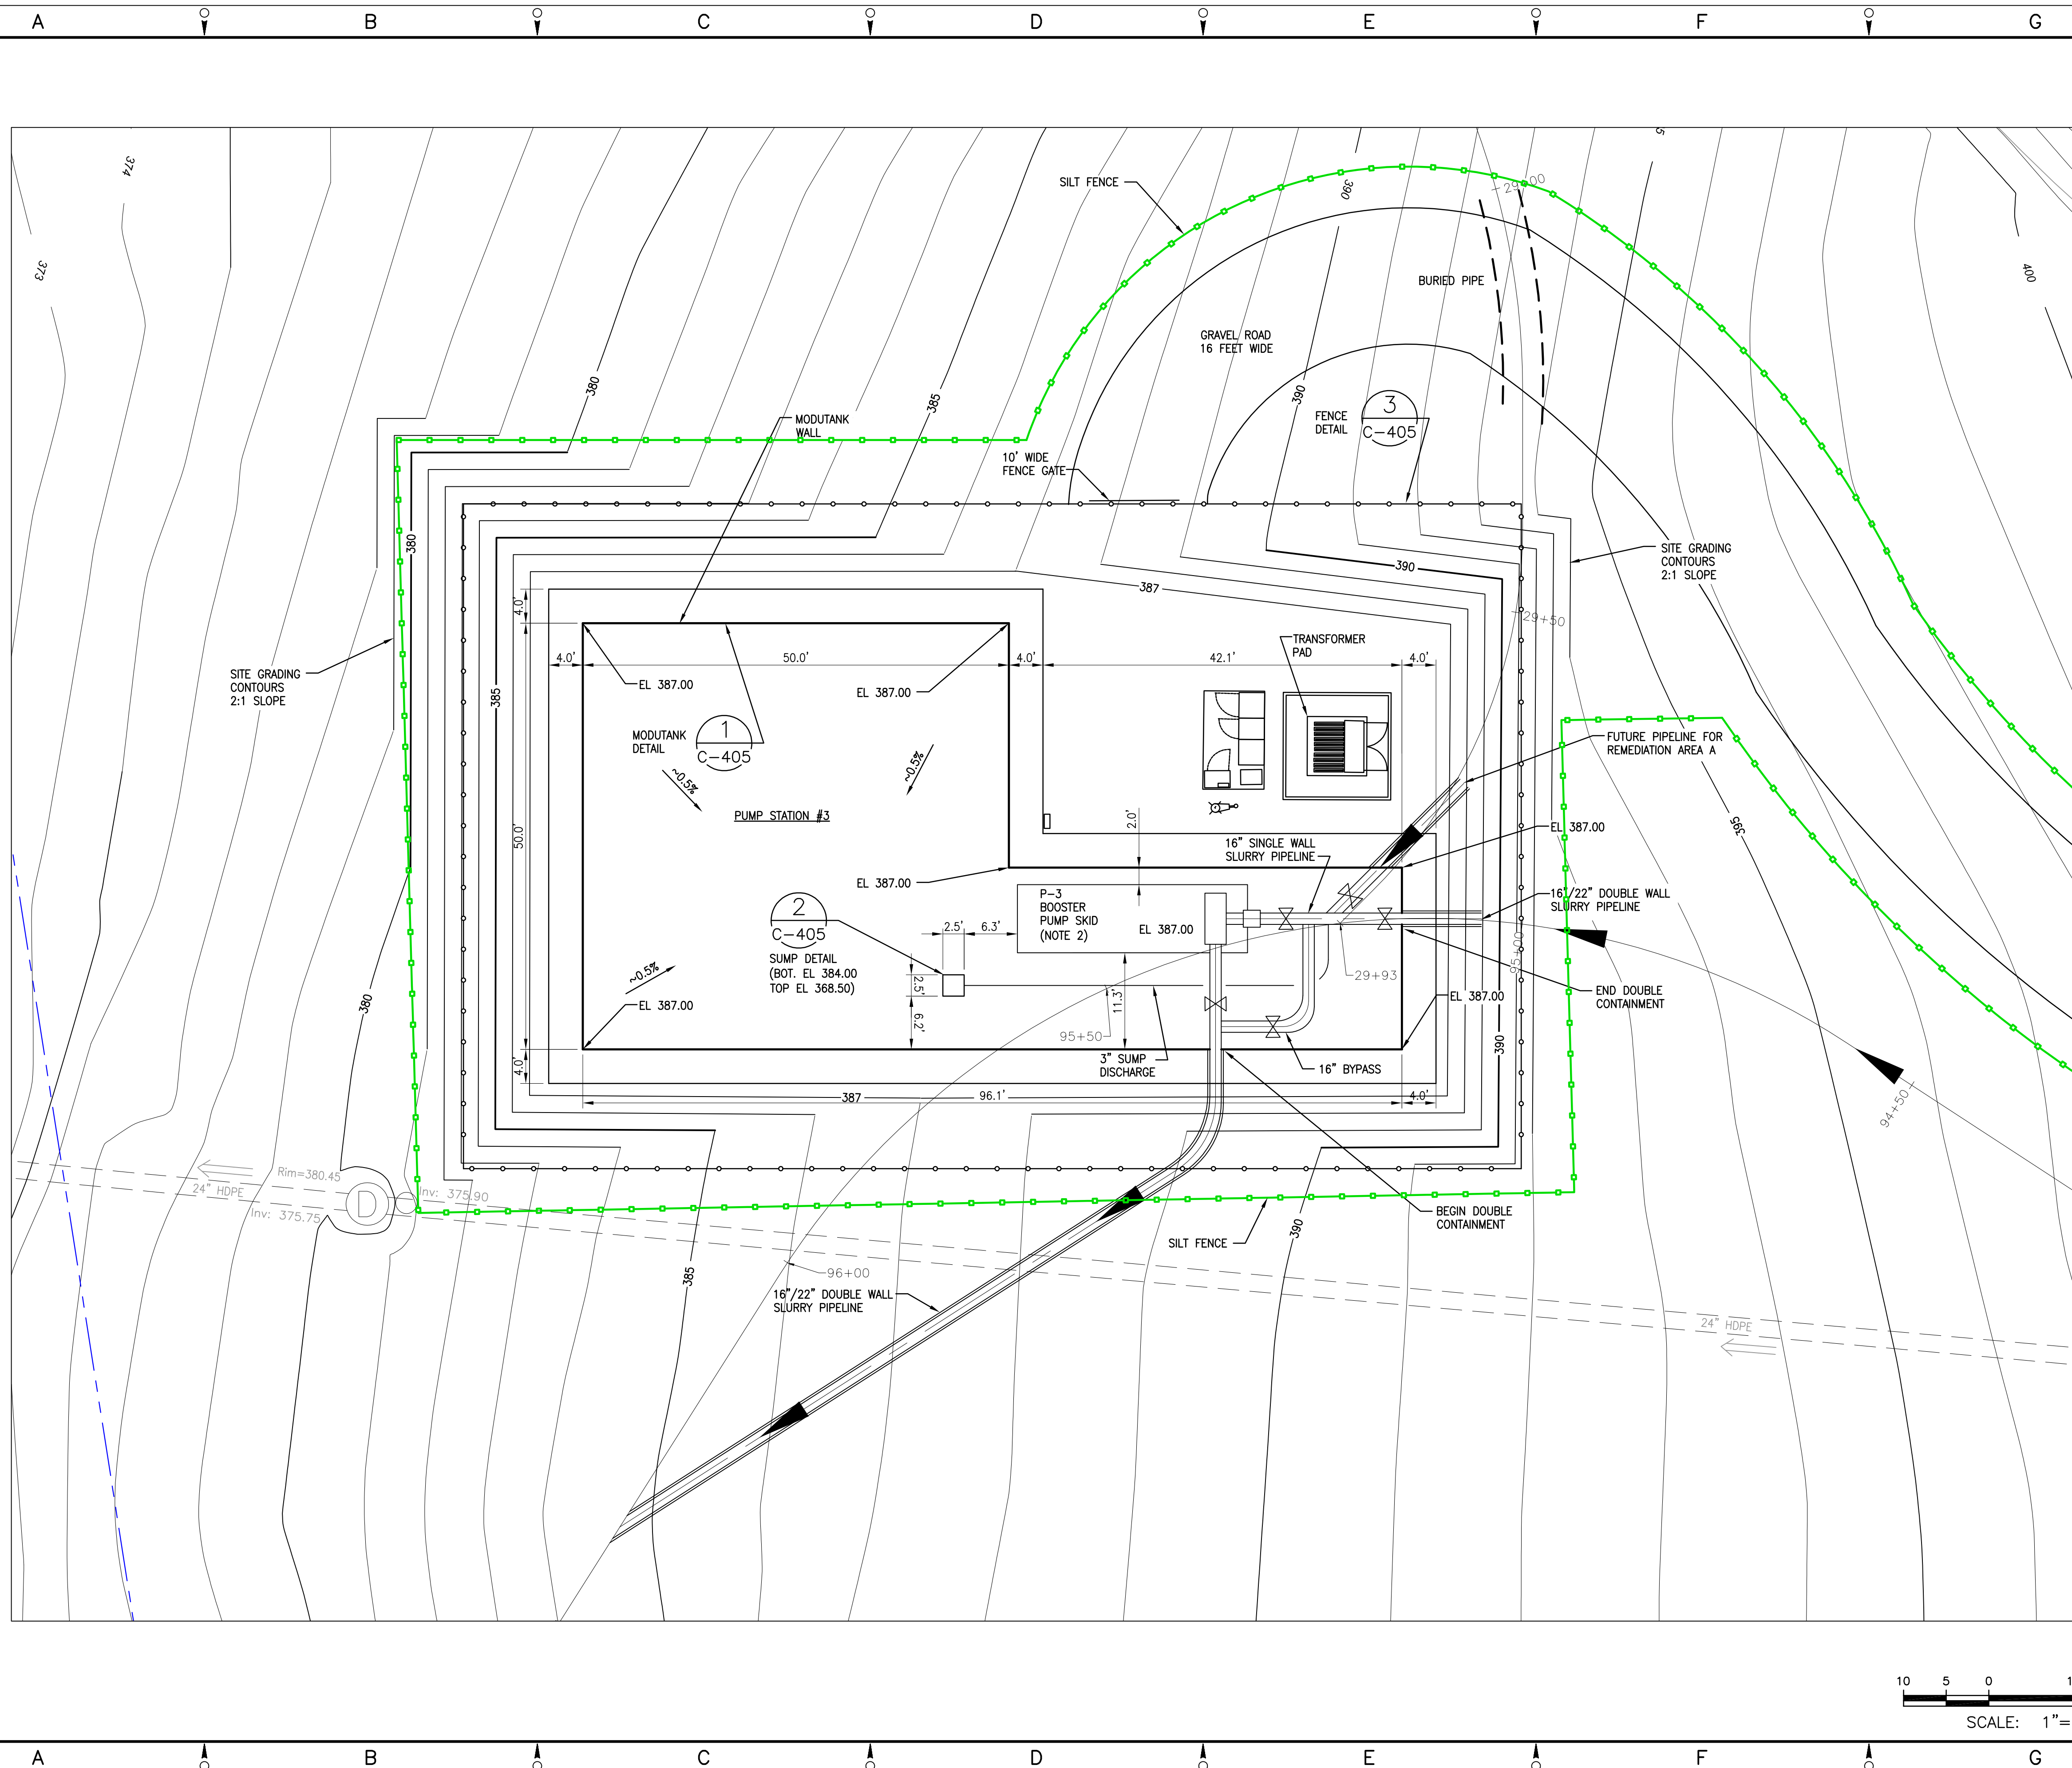 A B C D E F G
374
373
SILT FENCE
390
29+00
5
400
BURIED PIPE
GRAVEL ROAD
16 FEET WIDE
380
385
390
3
C-405
FENCE
DETAIL
MODUTANK
WALL
10' WIDE
FENCE GATE
380
385
SITE GRADING
CONTOURS
2:1 SLOPE
390
387
29+50
4.0'
TRANSFORMER
PAD
4.0'
50.0'
4.0'
42.1'
4.0'
SITE GRADING
CONTOURS
2:1 SLOPE
EL 387.00
EL 387.00
1
C-405
MODUTANK
DETAIL
~0.5%
~0.5%
FUTURE PIPELINE FOR
REMEDIATION AREA A
PUMP STATION #3
50.0'
2.0'
EL 387.00
395
16" SINGLE WALL
SLURRY PIPELINE
EL 387.00
2
C-405
P-3
BOOSTER
PUMP SKID
(NOTE 2)
EL 387.00
16"/22" DOUBLE WALL
SLURRY PIPELINE
2.5'
6.3'
SUMP DETAIL
(BOT. EL 384.00
TOP EL 368.50)
~0.5%
95+00
29+93
2.5'
11.3'
380
EL 387.00
EL 387.00
END DOUBLE
CONTAINMENT
6.2'
95+50
390
4.0'
3" SUMP
DISCHARGE
16" BYPASS
387
96.1'
4.0'
94+50
Rim=380.45
24" HDPE
D
Inv: 375.90
Inv: 375.75
BEGIN DOUBLE
CONTAINMENT
SILT FENCE
390
385
96+00
16"/22" DOUBLE WALL
SLURRY PIPELINE
24" HDPE
10 5 0 1
SCALE: 1"=
A B C D E F G